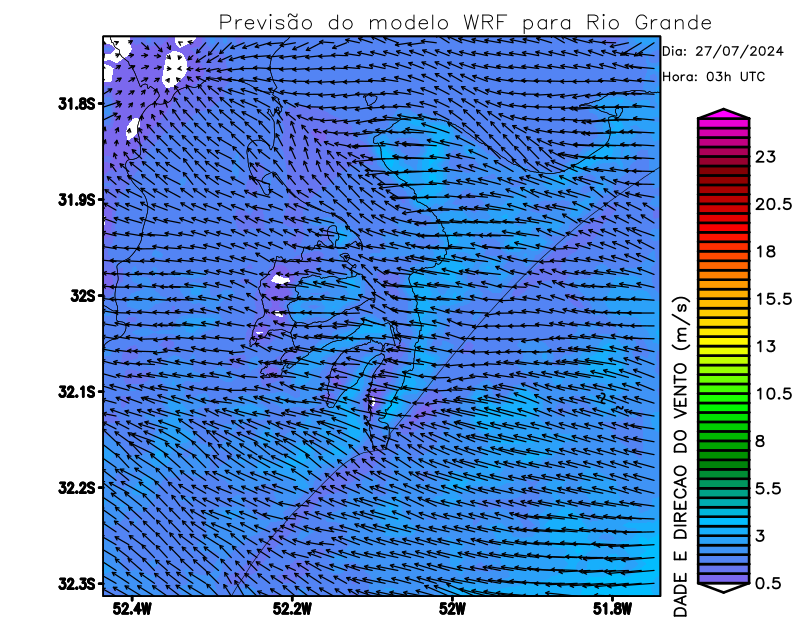 Previsão do modelo WRF para Rio Grande
Dia: 27/07/2024
Hora: 03h UTC
31.8S
31.9S
32S
32.1S
32.2S
32.3S
52.4W
52.2W
52W
51.8W
23
20.5
18
15.5
13
10.5
8
5.5
3
0.5
DADE E DIRECAO DO VENTO (m/s)